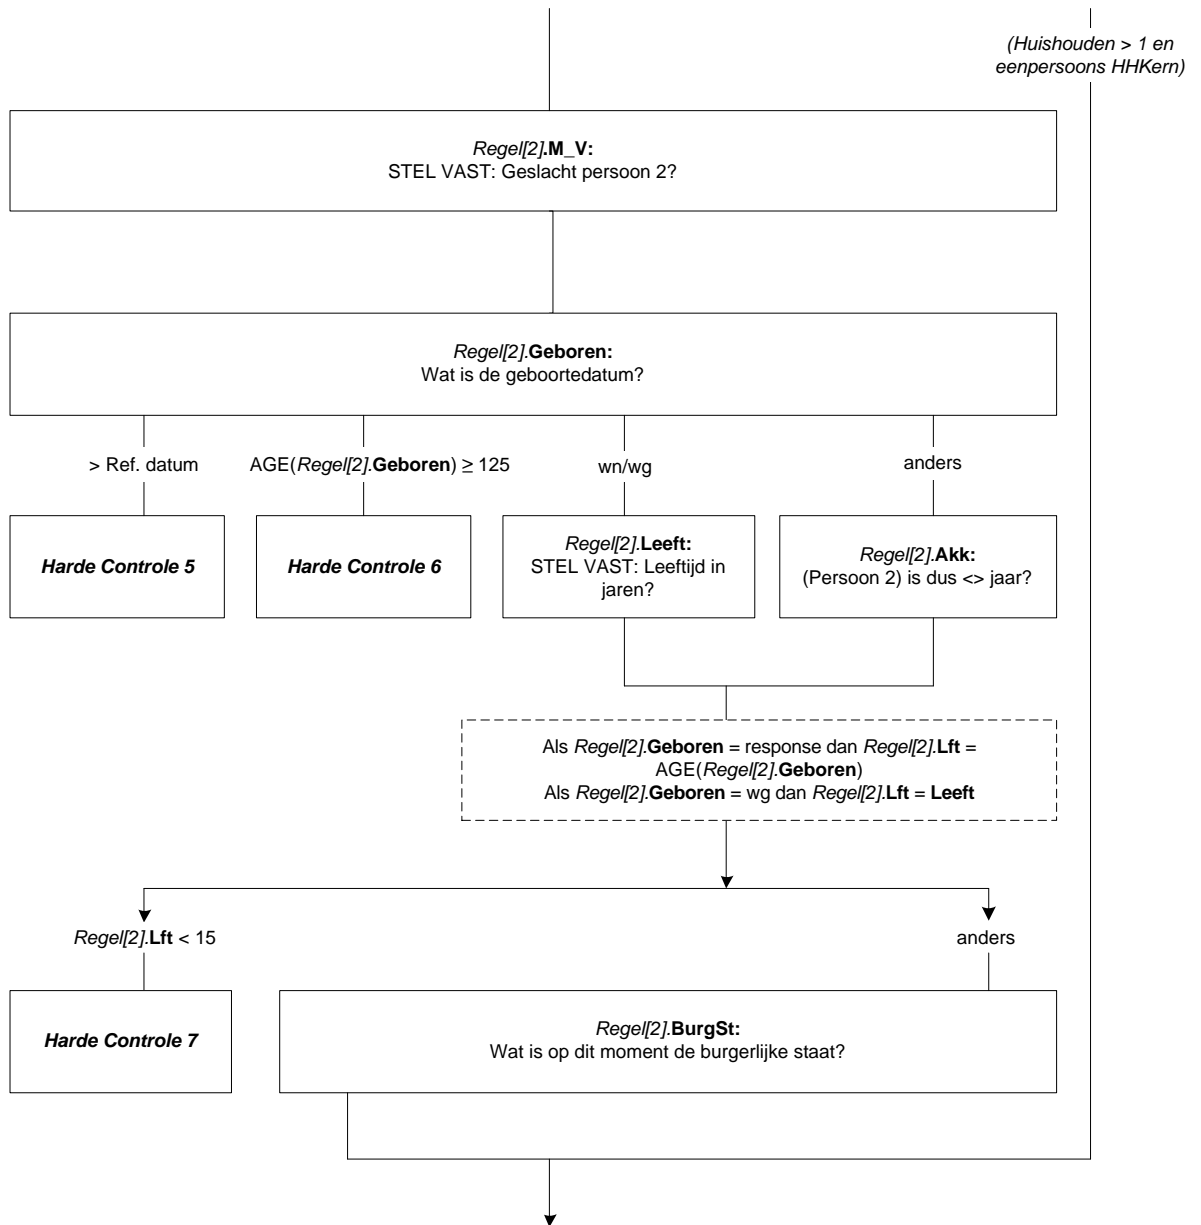 (Huishouden > 1 en
eenpersoons HHKern)
Regel[2].M_V:
STEL VAST: Geslacht persoon 2?
Regel[2].Geboren:
Wat is de geboortedatum?
> Ref. datum
AGE(Regel[2].Geboren) ≥ 125
wn/wg
anders
Harde Controle 5
Harde Controle 6
Regel[2].Leeft:
STEL VAST: Leeftijd in
jaren?
Regel[2].Akk:
(Persoon 2) is dus <> jaar?
Als Regel[2].Geboren = response dan Regel[2].Lft =
AGE(Regel[2].Geboren)
Als Regel[2].Geboren = wg dan Regel[2].Lft = Leeft
Regel[2].Lft < 15
anders
Harde Controle 7
Regel[2].BurgSt:
Wat is op dit moment de burgerlijke staat?